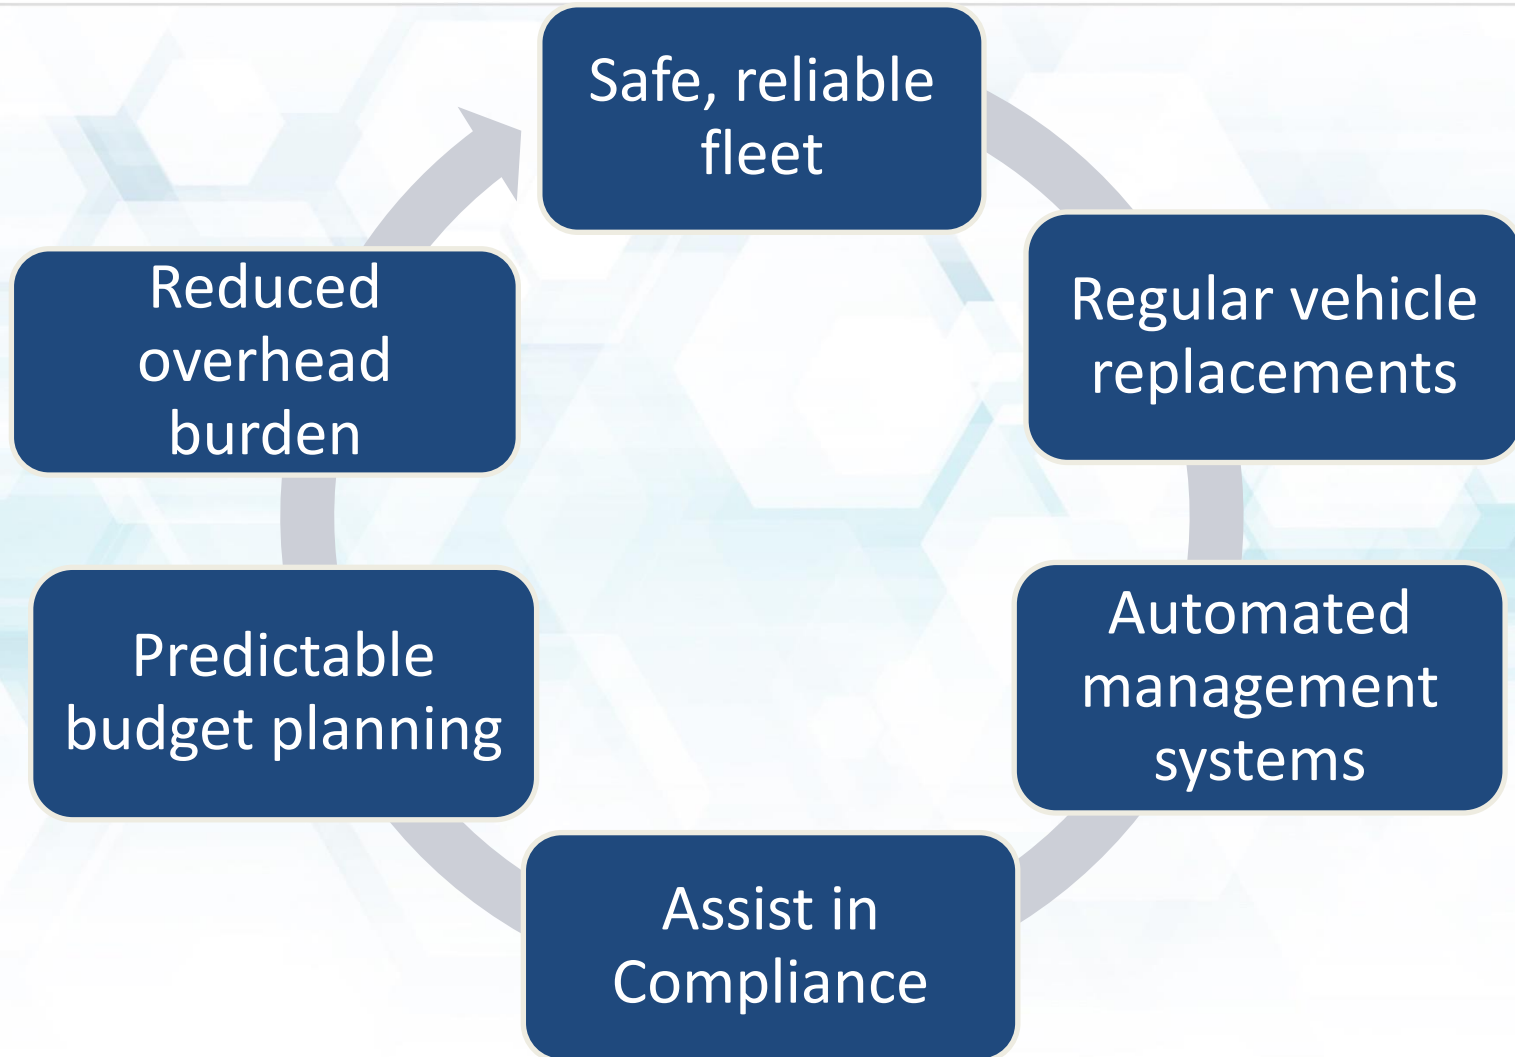 Safe, reliable
fleet
Regular vehicle
replacements
Automated
management
systems
Assist in
Compliance
Predictable
budget planning
Reduced
overhead
burden